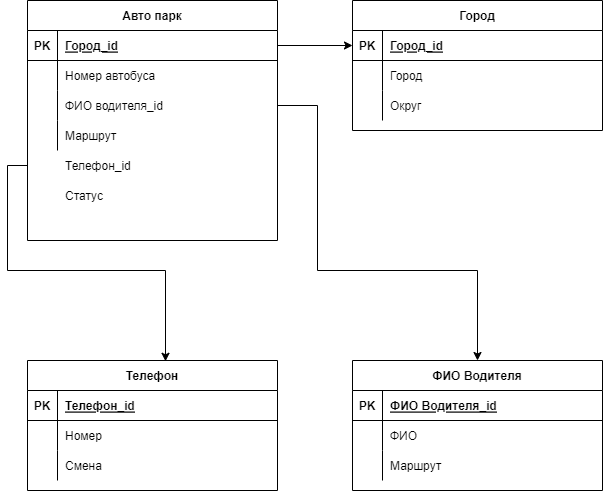 Авто парк
PK Город_id
Номер автобуса
ФИО водителя_id
Маршрут
Телефон_id
Статус
Город
PK Город_id
Город
Округ
Телефон
PK Телефон_id
Номер
Смена
ФИО Водителя
PK ФИО Водителя_id
ФИО
Маршрут